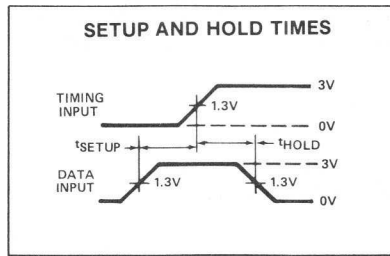 SETUP AND HOLD TIMES
3V
TIMING
INPUT
1.3V
0V
tSETUP
tHOLD
3V
DATA
INPUT
1.3V
1.3V
0V